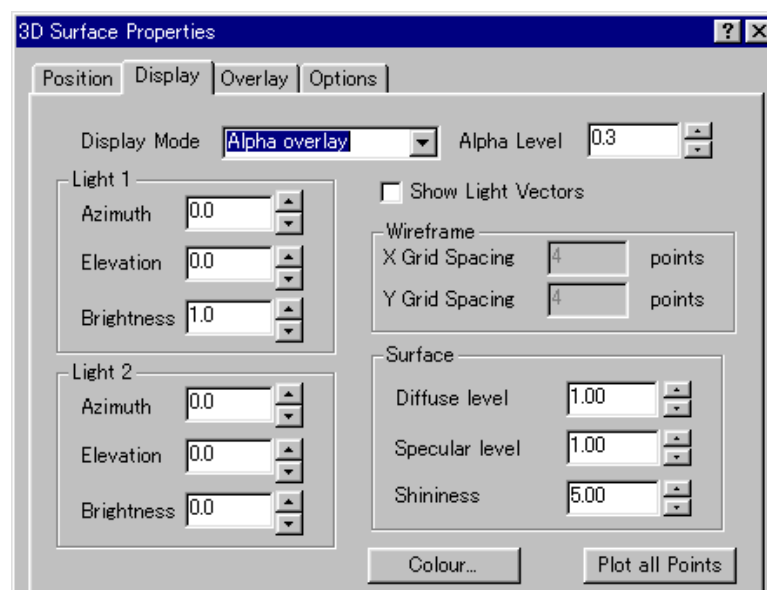 3D Surface Properties
Position Display Overlay Options
Display Mode Alpha overlay Alpha Level 0.3
Light 1
Azimuth 0.0
Elevation 0.0
Brightness 1.0
Show Light Vectors
Wireframe
X Grid Spacing 4 points
Y Grid Spacing 4 points
Light 2
Azimuth 0.0
Elevation 0.0
Brightness 0.0
Surface
Diffuse level 1.00
Specular level 1.00
Shininess 5.00
Colour... Plot all Points